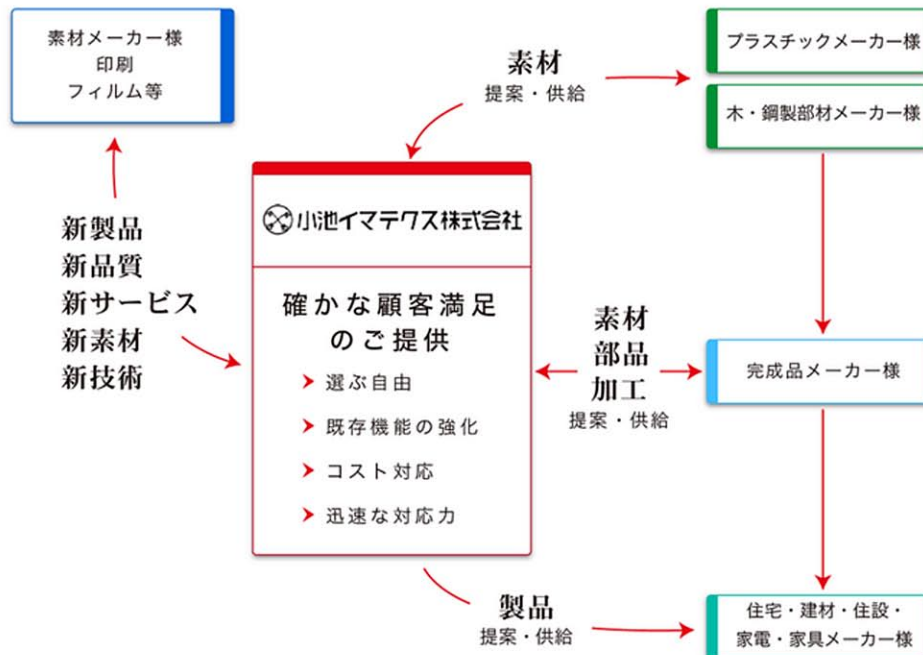 素材メーカー様
印刷
フィルム等
素材
提案・供給
プラスチックメーカー様
木・鋼製部材メーカー様
小池イマテクス株式会社
新製品
新品質
新サービス
新素材
新技術
確かな顧客満足
のご提供
選ぶ自由
既存機能の強化
コスト対応
迅速な対応力
素材
部品
加工
提案・供給
完成品メーカー様
製品
提案・供給
住宅・建材・住設・
家電・家具メーカー様